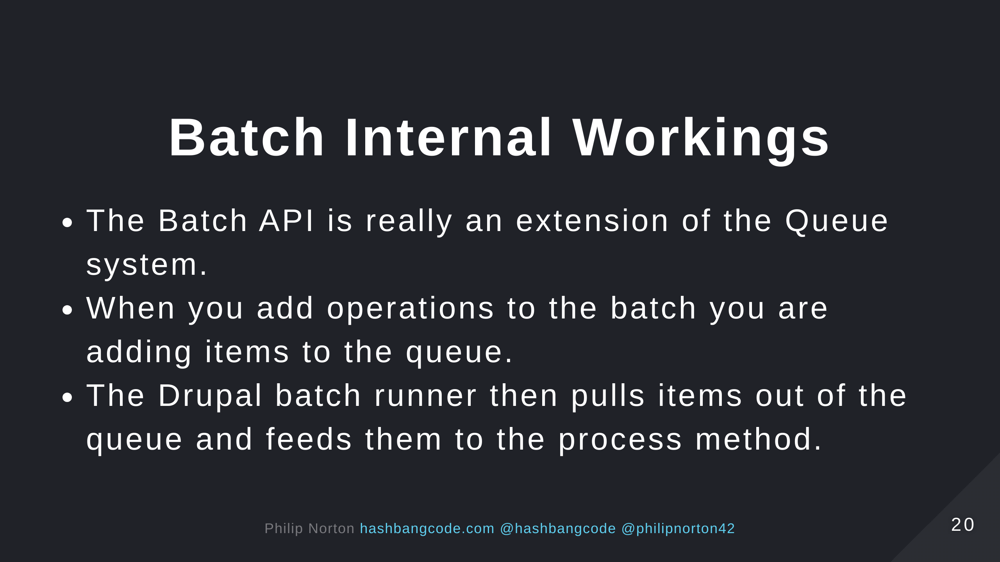 Batch Internal Workings
• The Batch API is really an extension of the Queue
system.
• When you add operations to the batch you are
adding items to the queue.
• The Drupal batch runner then pulls items out of the
queue and feeds them to the process method.
Philip Norton hashbangcode.com @hashbangcode @philipnorton42
20